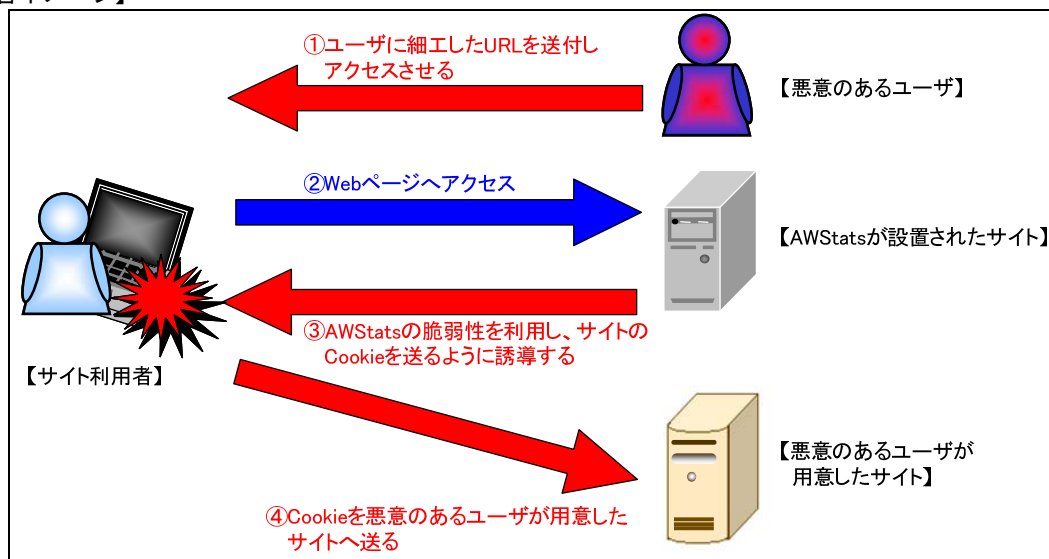 ①ユーザに細工したURLを送付し
アクセスさせる
【悪意のあるユーザ】
②Webページへアクセス
【AWStatsが設置されたサイト】
③AWStatsの脆弱性を利用し、サイトの
Cookieを送るように誘導する
【サイト利用者】
【悪意のあるユーザが
用意したサイト】
④Cookieを悪意のあるユーザが用意した
サイトへ送る